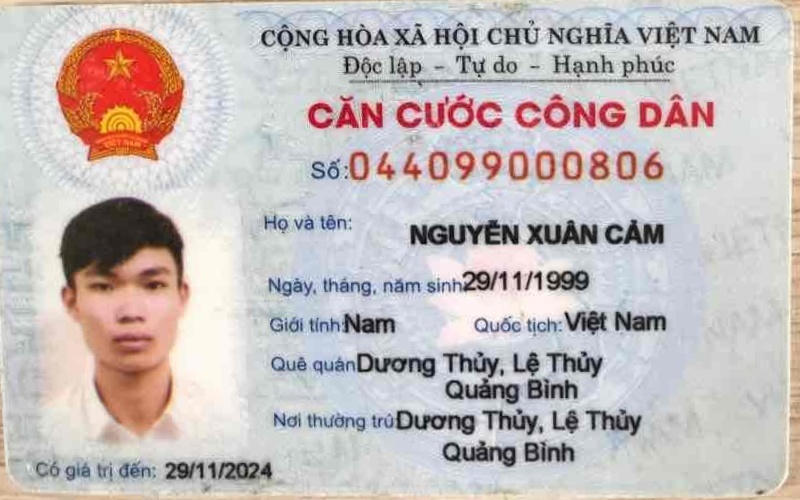 CỘNG HÒA XÃ HỘI CHỦ NGHĨA VIỆT NAM
Độc lập - Tự do - Hạnh phúc
CĂN CƯỚC CÔNG DÂN
Số: 044099000806
Họ và tên: NGUYỄN XUÂN CẢM
Ngày, tháng, năm sinh: 29/11/1999
Giới tính: Nam Quốc tịch: Việt Nam
Quê quán: Dương Thủy, Lệ Thủy
Quảng Bình
Nơi thường trú: Dương Thủy, Lệ Thủy
Quảng Bình
Có giá trị đến: 29/11/2024
VIỆT NAM